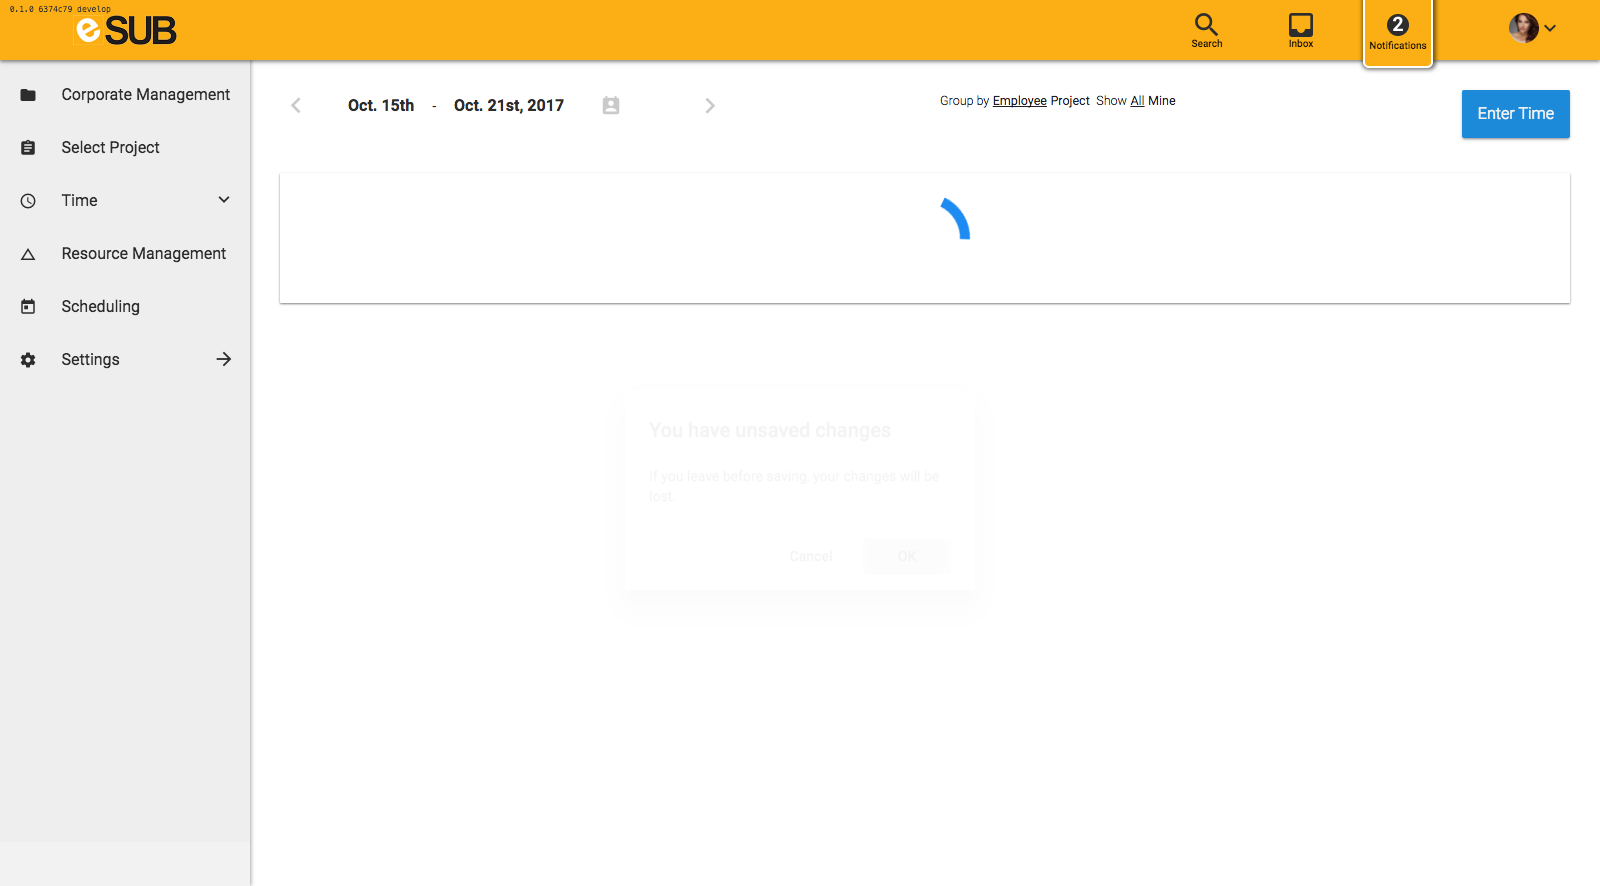 0.1.0 6374c79 develop
eSUB
Search
Inbox
2
Notifications
Corporate Management
Select Project
Time
Resource Management
Scheduling
Settings
Oct. 15th - Oct. 21st, 2017
Group by Employee Project Show All Mine
Enter Time
You have unsaved changes
If you leave before saving, your changes will be
lost.
Cancel
OK